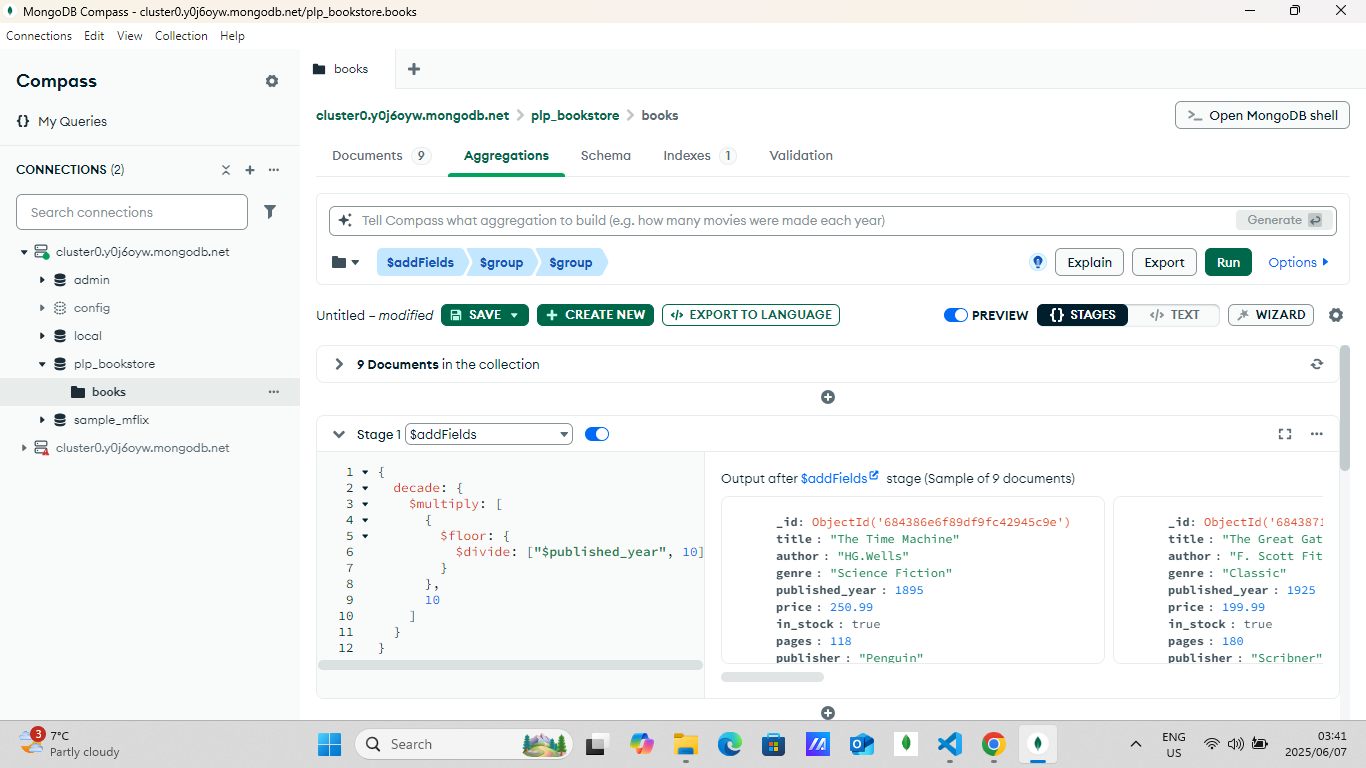 MongoDB Compass - cluster0.y0j6oyw.mongodb.net/plp_bookstore.books
Connections Edit View Collection Help
Compass
My Queries
CONNECTIONS (2)
Search connections
cluster0.y0j6oyw.mongodb.net
admin
config
local
plp_bookstore
books
sample_mflix
cluster0.y0j6oyw.mongodb.net
books
cluster0.y0j6oyw.mongodb.net plp_bookstore books
Open MongoDB shell
Documents 9 Aggregations Schema Indexes 1 Validation
Tell Compass what aggregation to build (e.g. how many movies were made each year)
Generate
$addFields $group $group
Explain Export Run Options
Untitled – modified SAVE CREATE NEW EXPORT TO LANGUAGE
PREVIEW {} STAGES </> TEXT WIZARD
9 Documents in the collection
Stage 1 $addFields
1 {
2 decade: {
3 $multiply: [
4 {
5 $floor: {
6 $divide: ["$published_year", 10]
7 }
8 },
9 10
10 ]
11 }
12 }
Output after $addFields stage (Sample of 9 documents)
_id: ObjectId('684386e6f89df9fc42945c9e')
title : "The Time Machine"
author : "HG.Wells"
genre : "Science Fiction"
published_year : 1895
price : 250.99
in_stock : true
pages : 118
publisher : "Penguin"
_id: ObjectId('6843871
title : "The Great Gat
author : "F. Scott Fit
genre : "Classic"
published_year : 1925
price : 199.99
in_stock : true
pages : 180
publisher : "Scribner"
3
7°C
Partly cloudy
Search
ENG
US
03:41
2025/06/07